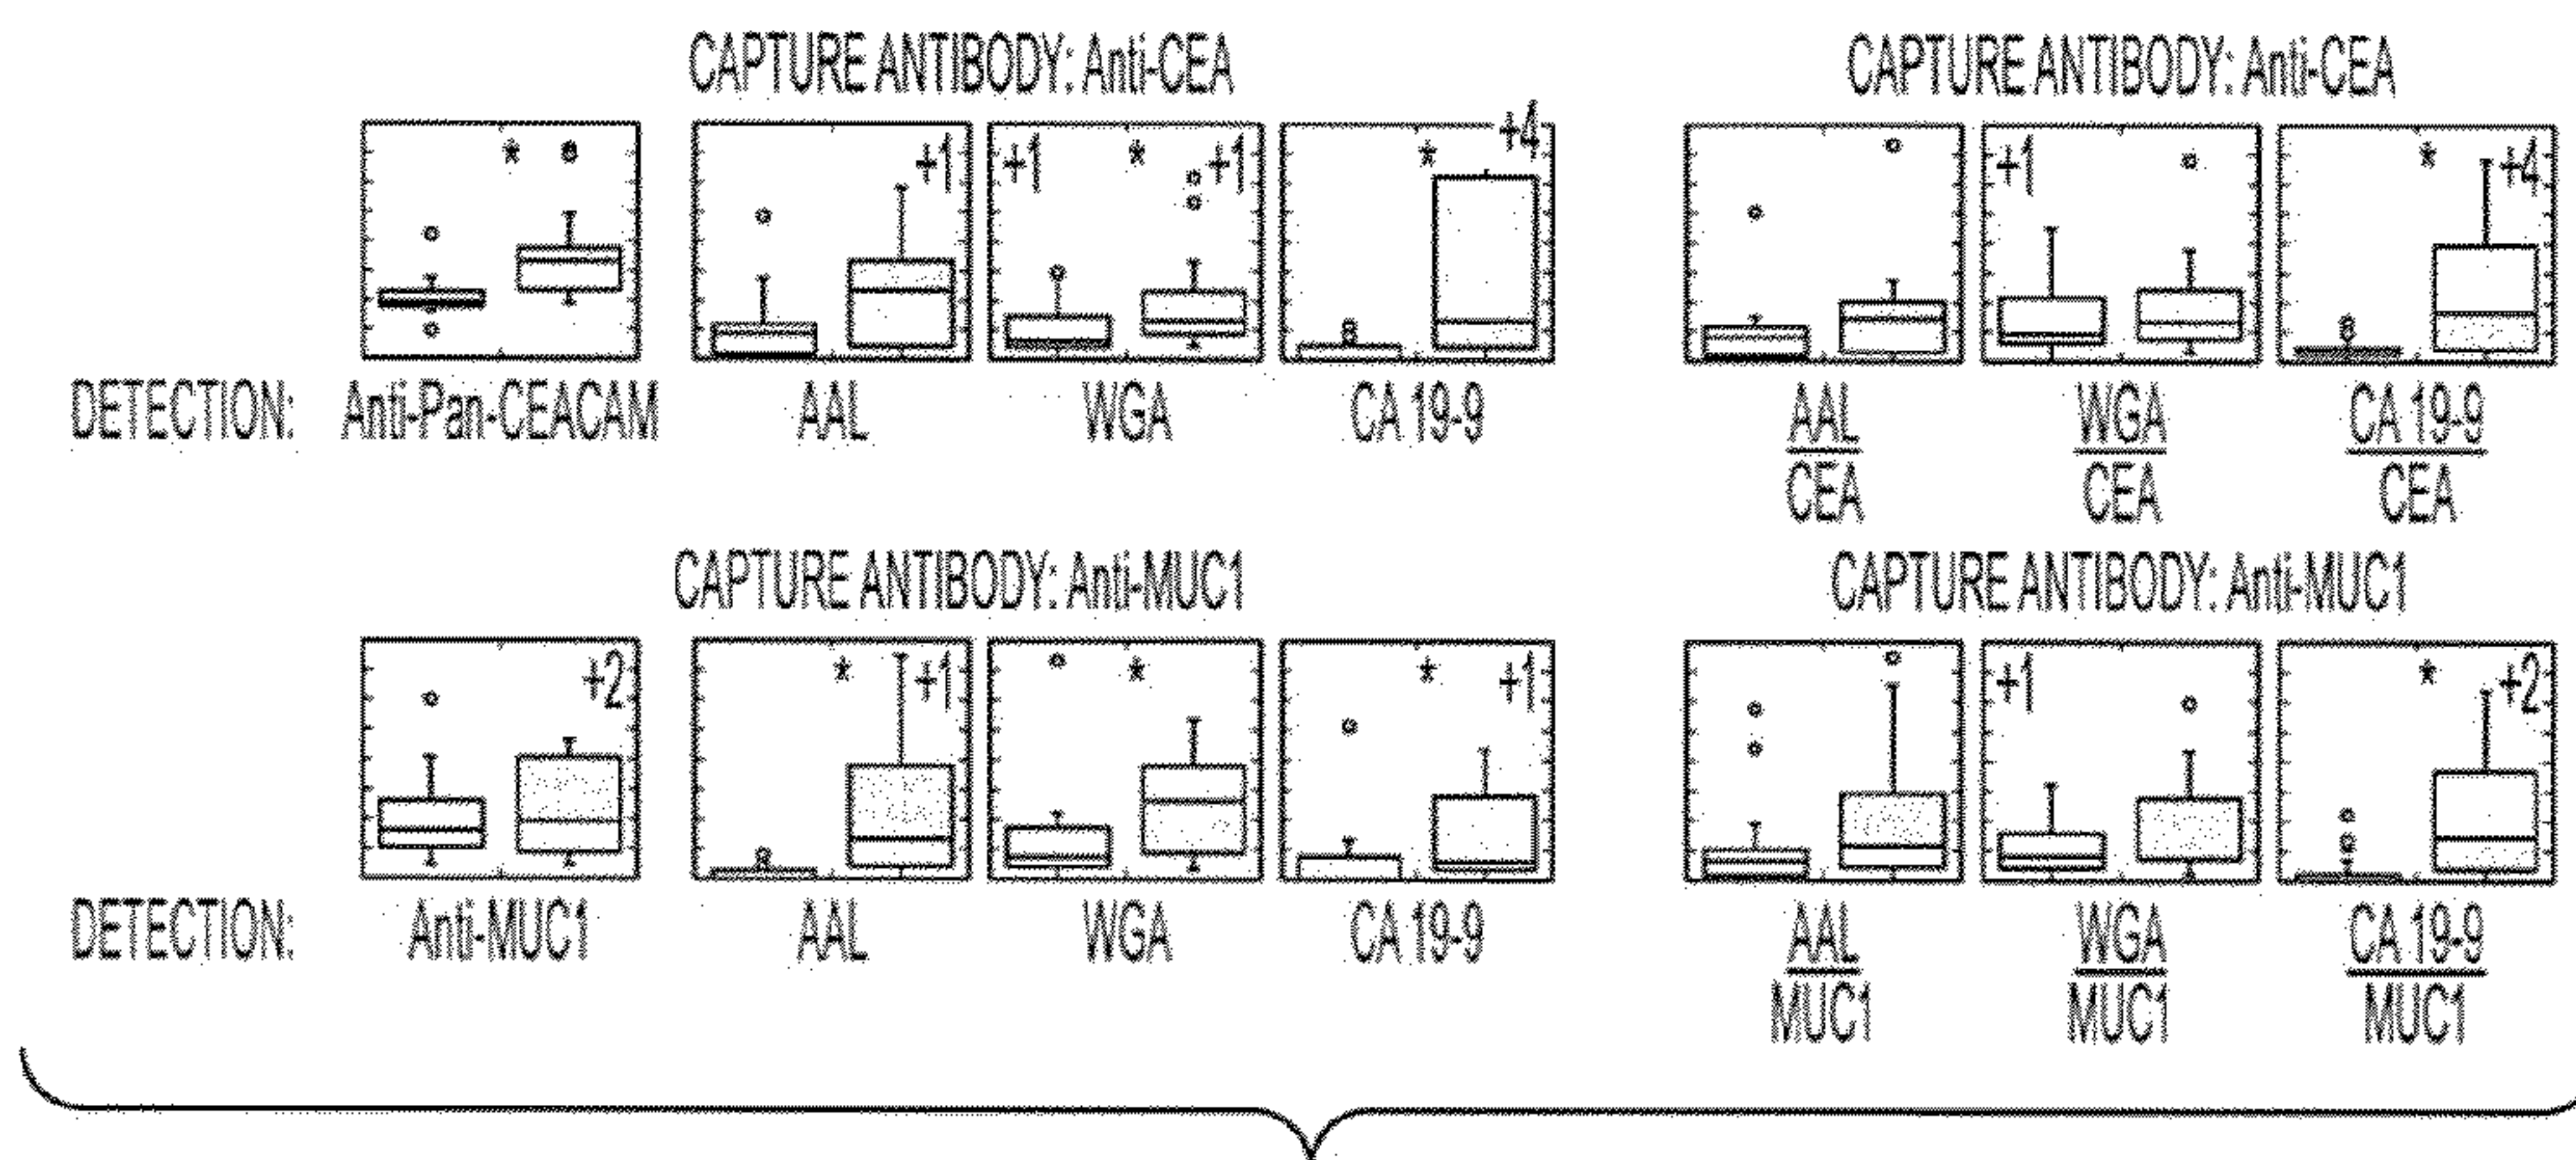 CAPTURE ANTIBODY: Anti-CEA
CAPTURE ANTIBODY: Anti-CEA
* +1 +1 * +1 * +4 +1 * * +4
DETECTION: Anti-Pan-CEACAM AAL WGA CA 19-9
AAL WGA CA 19-9
CEA CEA CEA
CAPTURE ANTIBODY: Anti-MUC1
CAPTURE ANTIBODY: Anti-MUC1
+2 * +1 * * +1 +1 * +2
DETECTION: Anti-MUC1 AAL WGA CA 19-9
AAL WGA CA 19-9
MUC1 MUC1 MUC1